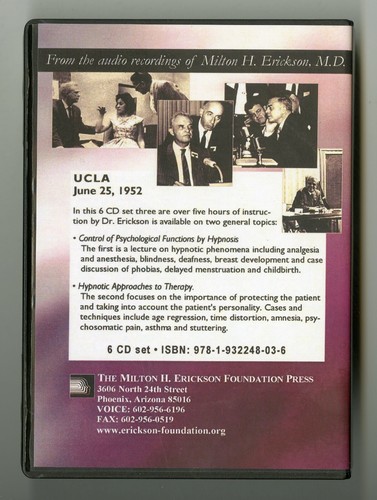 From the audio recordings of Milton H. Erickson, M.D.
UCLA
June 25, 1952
In this 6 CD set three are over five hours of instruc-
tion by Dr. Erickson is available on two general topics:
• Control of Psychological Functions by Hypnosis
The first is a lecture on hypnotic phenomena including analgesia
and anesthesia, blindness, deafness, breast development and case
discussion of phobias, delayed menstruation and childbirth.
• Hypnotic Approaches to Therapy.
The second focuses on the importance of protecting the patient
and taking into account the patient's personality. Cases and
techniques include age regression, time distortion, amnesia, psy-
chosomatic pain, asthma and stuttering.
6 CD set • ISBN: 978-1-932248-03-6
THE MILTON H. ERICKSON FOUNDATION PRESS
3606 North 24th Street
Phoenix, Arizona 85016
VOICE: 602-956-6196
FAX: 602-956-0519
www.erickson-foundation.org